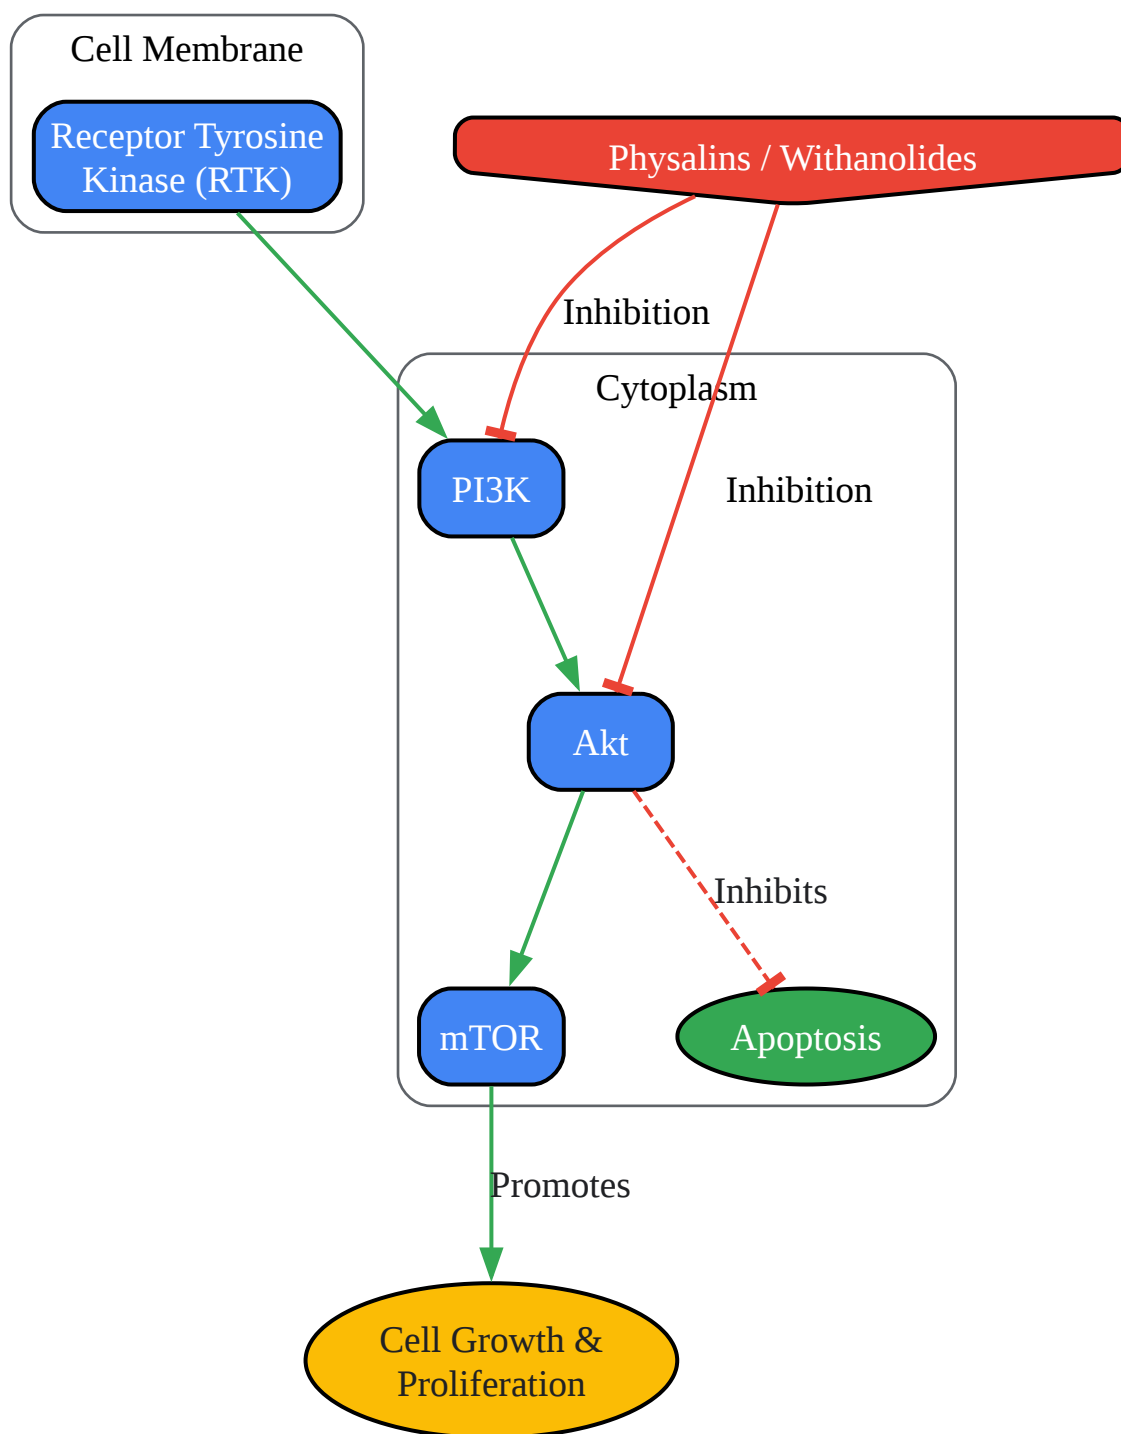 Cell Membrane
Receptor Tyrosine
Kinase (RTK)
Physalins / Withanolides
Inhibition
Cytoplasm
PI3K
Inhibition
Akt
Inhibits
mTOR
Apoptosis
Promotes
Cell Growth &
Proliferation